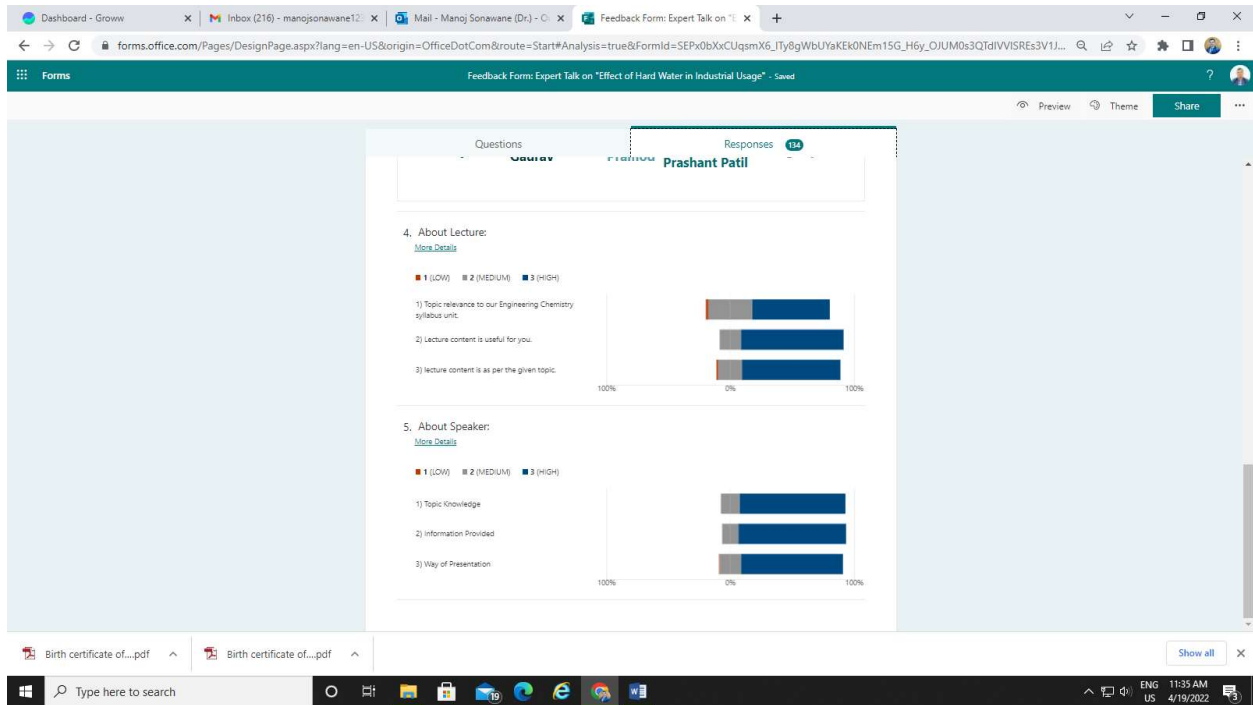 Dashboard - Groww
Inbox (216) - manojsonawane12
Mail - Manoj Sonawane (Dr.) - O
Feedback Form: Expert Talk on "E
forms.office.com/Pages/DesignPage.aspx?lang=en-US&origin=OfficeDotCom&route=Start#Analysis=true&FormId=SEPx0bXxCUqsmX6_ITy8gWbUYaKEk0NEm15G_H6y_OJUM0s3QTdIVVlSREs3V1J...
Forms
Feedback Form: Expert Talk on "Effect of Hard Water in Industrial Usage" - Saved
?
Preview
Theme
Share
Questions
Responses 134
Gaurav
Pramod
Prashant Patil
4. About Lecture:
More Details
1 (LOW) 2 (MEDIUM) 3 (HIGH)
1) Topic relevance to our Engineering Chemistry
syllabus unit.
2) Lecture content is useful for you.
3) lecture content is as per the given topic.
100% 0% 100%
5. About Speaker:
More Details
1 (LOW) 2 (MEDIUM) 3 (HIGH)
1) Topic Knowledge
2) Information Provided
3) Way of Presentation
100% 0% 100%
Birth certificate of....pdf
Birth certificate of....pdf
Show all
Type here to search
19
ENG 11:35 AM
US 4/19/2022
3